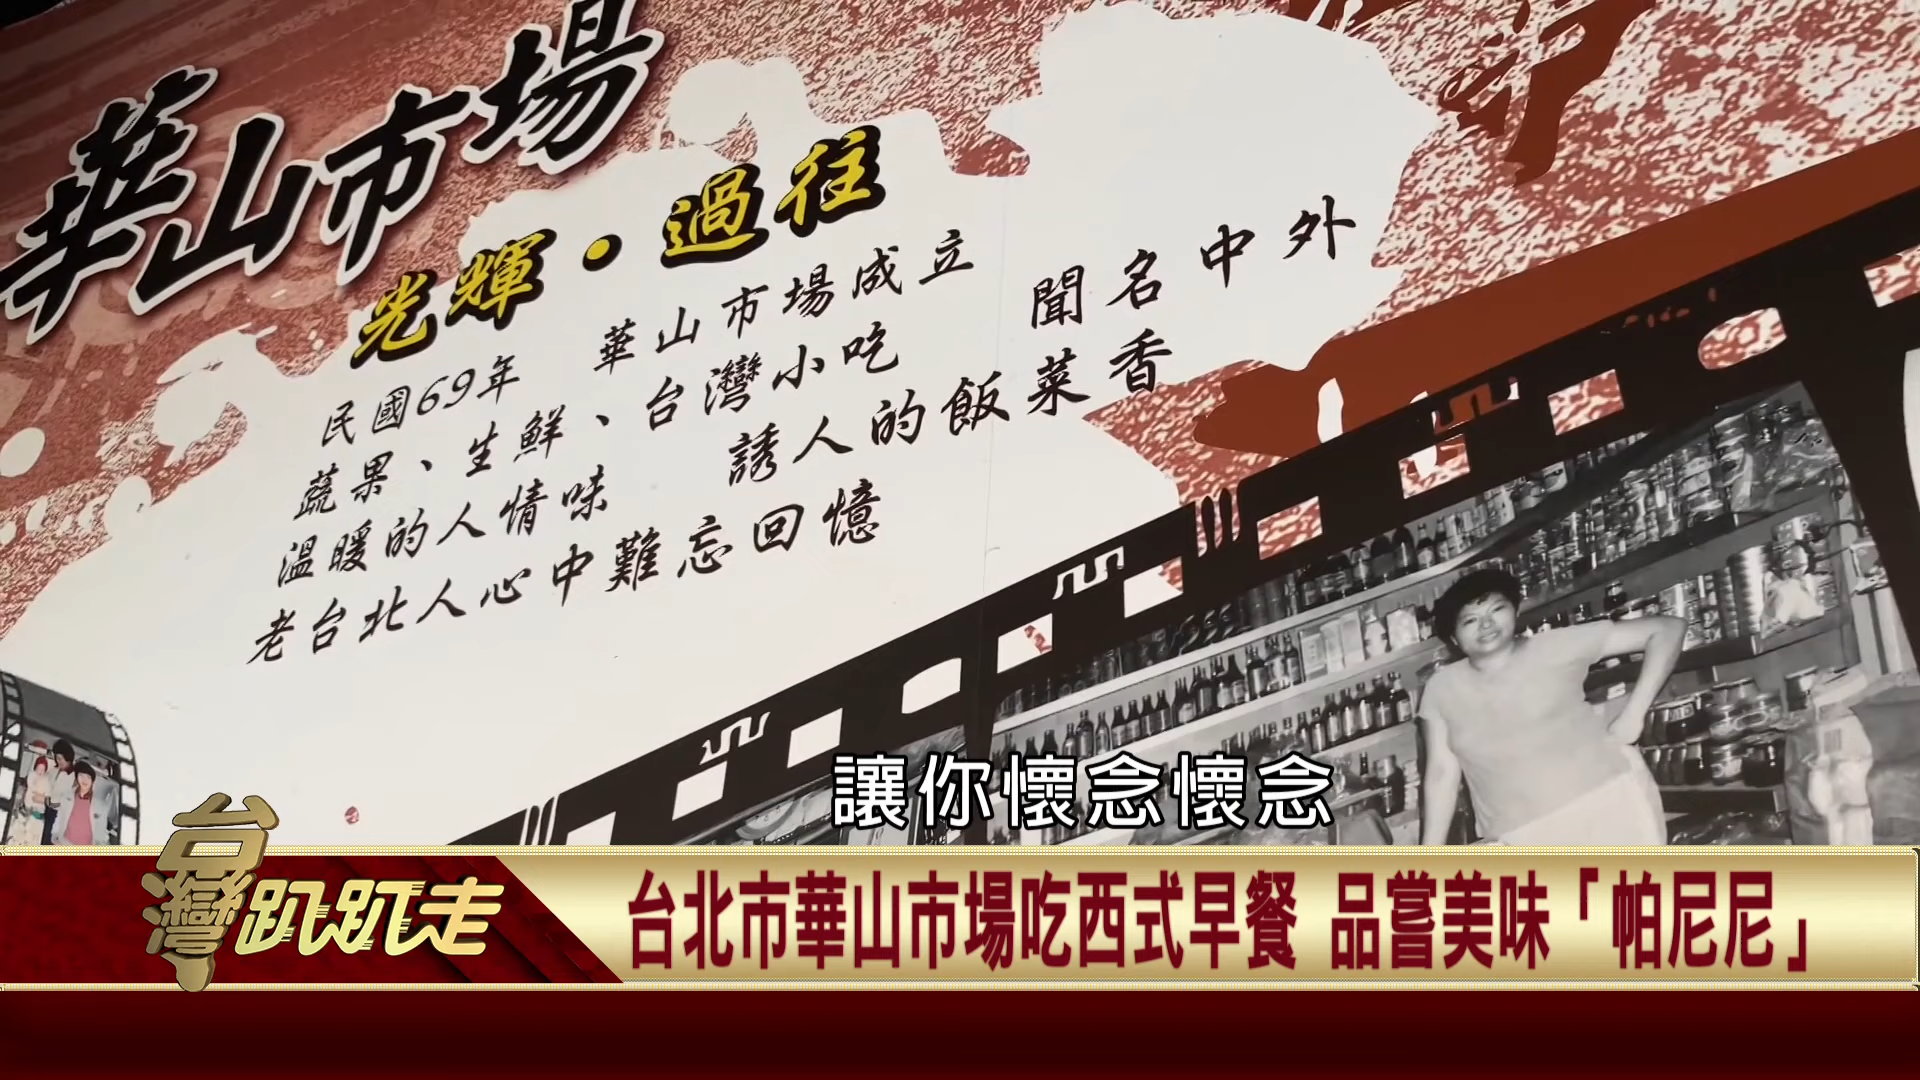 華山市場
光輝・過往
民國69年 華山市場成立
蔬果、生鮮、台灣小吃 聞名中外
溫暖的人情味 誘人的飯菜香
老台北人心中難忘回憶
讓你懷念懷念
台灣趴趴走
台北市華山市場吃西式早餐 品嘗美味「帕尼尼」